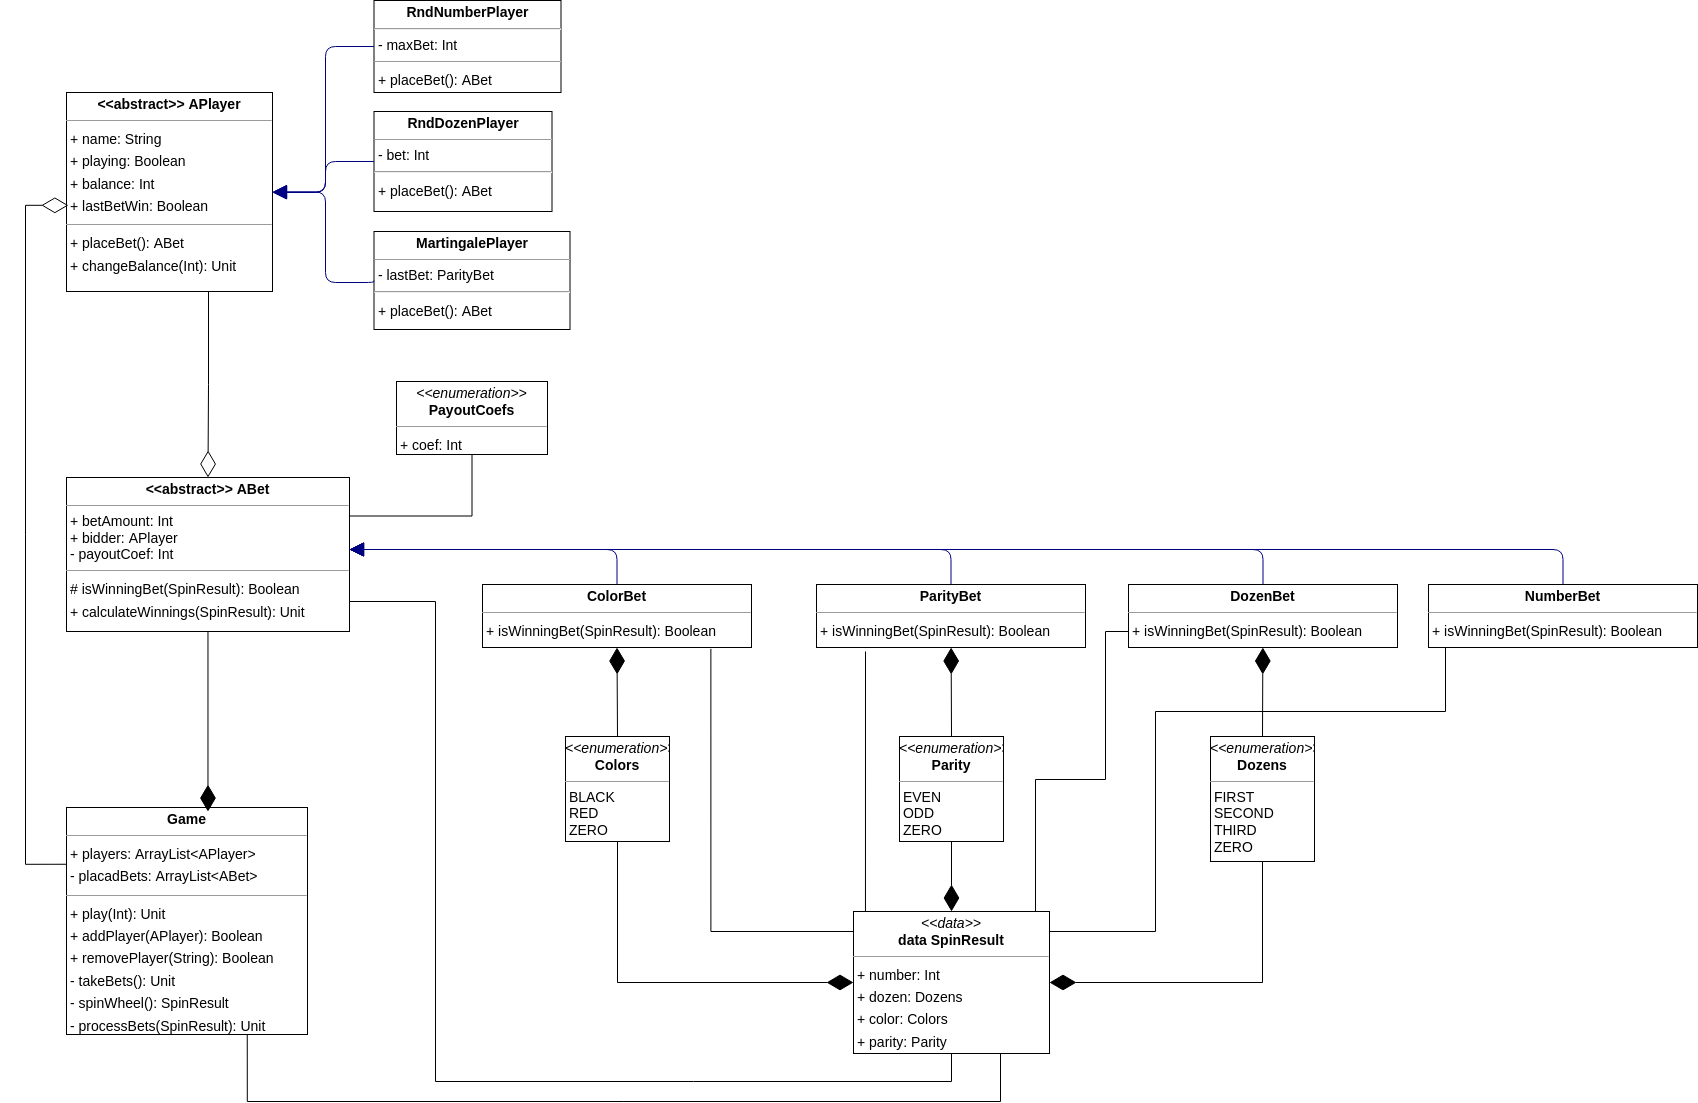 RndNumberPlayer
- maxBet: Int
+ placeBet(): ABet
<<abstract>> APlayer
+ name: String
+ playing: Boolean
+ balance: Int
+ lastBetWin: Boolean
+ placeBet(): ABet
+ changeBalance(Int): Unit
RndDozenPlayer
- bet: Int
+ placeBet(): ABet
MartingalePlayer
- lastBet: ParityBet
+ placeBet(): ABet
<<enumeration>>
PayoutCoefs
+ coef: Int
<<abstract>> ABet
+ betAmount: Int
+ bidder: APlayer
- payoutCoef: Int
# isWinningBet(SpinResult): Boolean
+ calculateWinnings(SpinResult): Unit
ColorBet
+ isWinningBet(SpinResult): Boolean
ParityBet
+ isWinningBet(SpinResult): Boolean
DozenBet
+ isWinningBet(SpinResult): Boolean
NumberBet
+ isWinningBet(SpinResult): Boolean
<<enumeration>
Colors
BLACK
RED
ZERO
<<enumeration>
Parity
EVEN
ODD
ZERO
<<enumeration>
Dozens
FIRST
SECOND
THIRD
ZERO
Game
+ players: ArrayList<APlayer>
- placadBets: ArrayList<ABet>
+ play(Int): Unit
+ addPlayer(APlayer): Boolean
+ removePlayer(String): Boolean
- takeBets(): Unit
- spinWheel(): SpinResult
- processBets(SpinResult): Unit
<<data>>
data SpinResult
+ number: Int
+ dozen: Dozens
+ color: Colors
+ parity: Parity